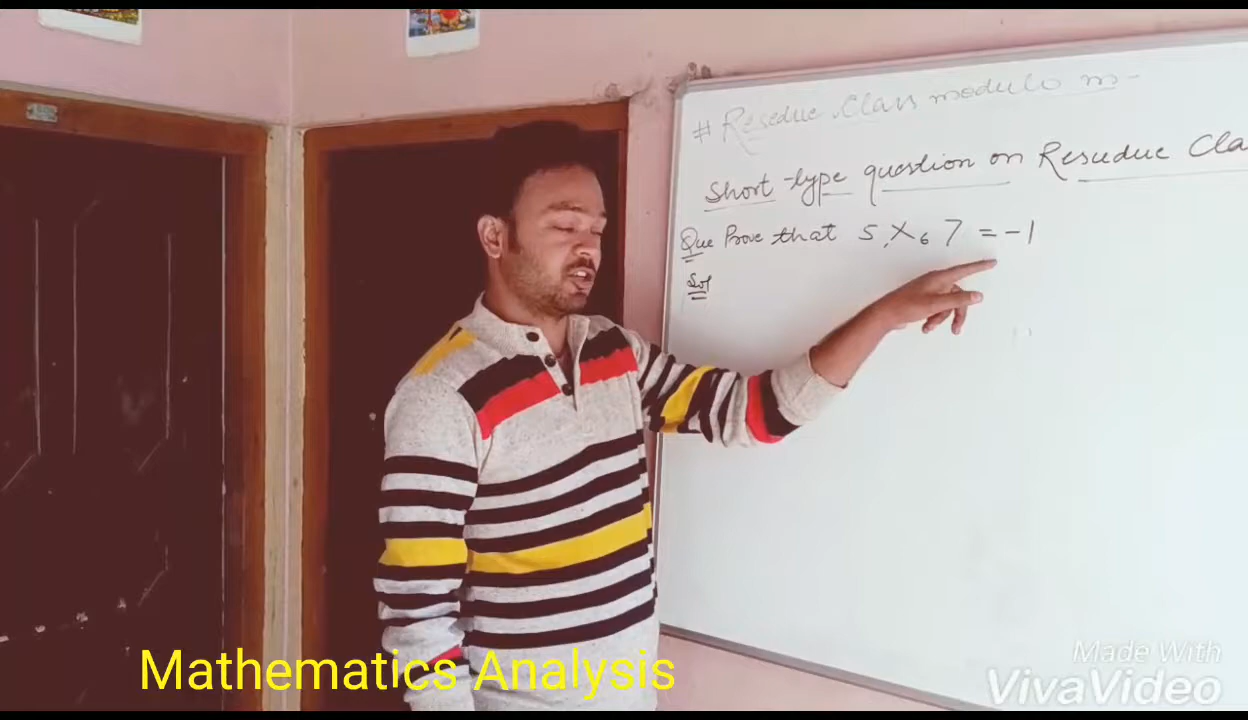 # Resedue Class modulo m -
Short-type question on Resudue Cla
Que Prove that 5 ×₆ 7 = -1
Sol
Mathematics Analysis
Made With
VivaVideo